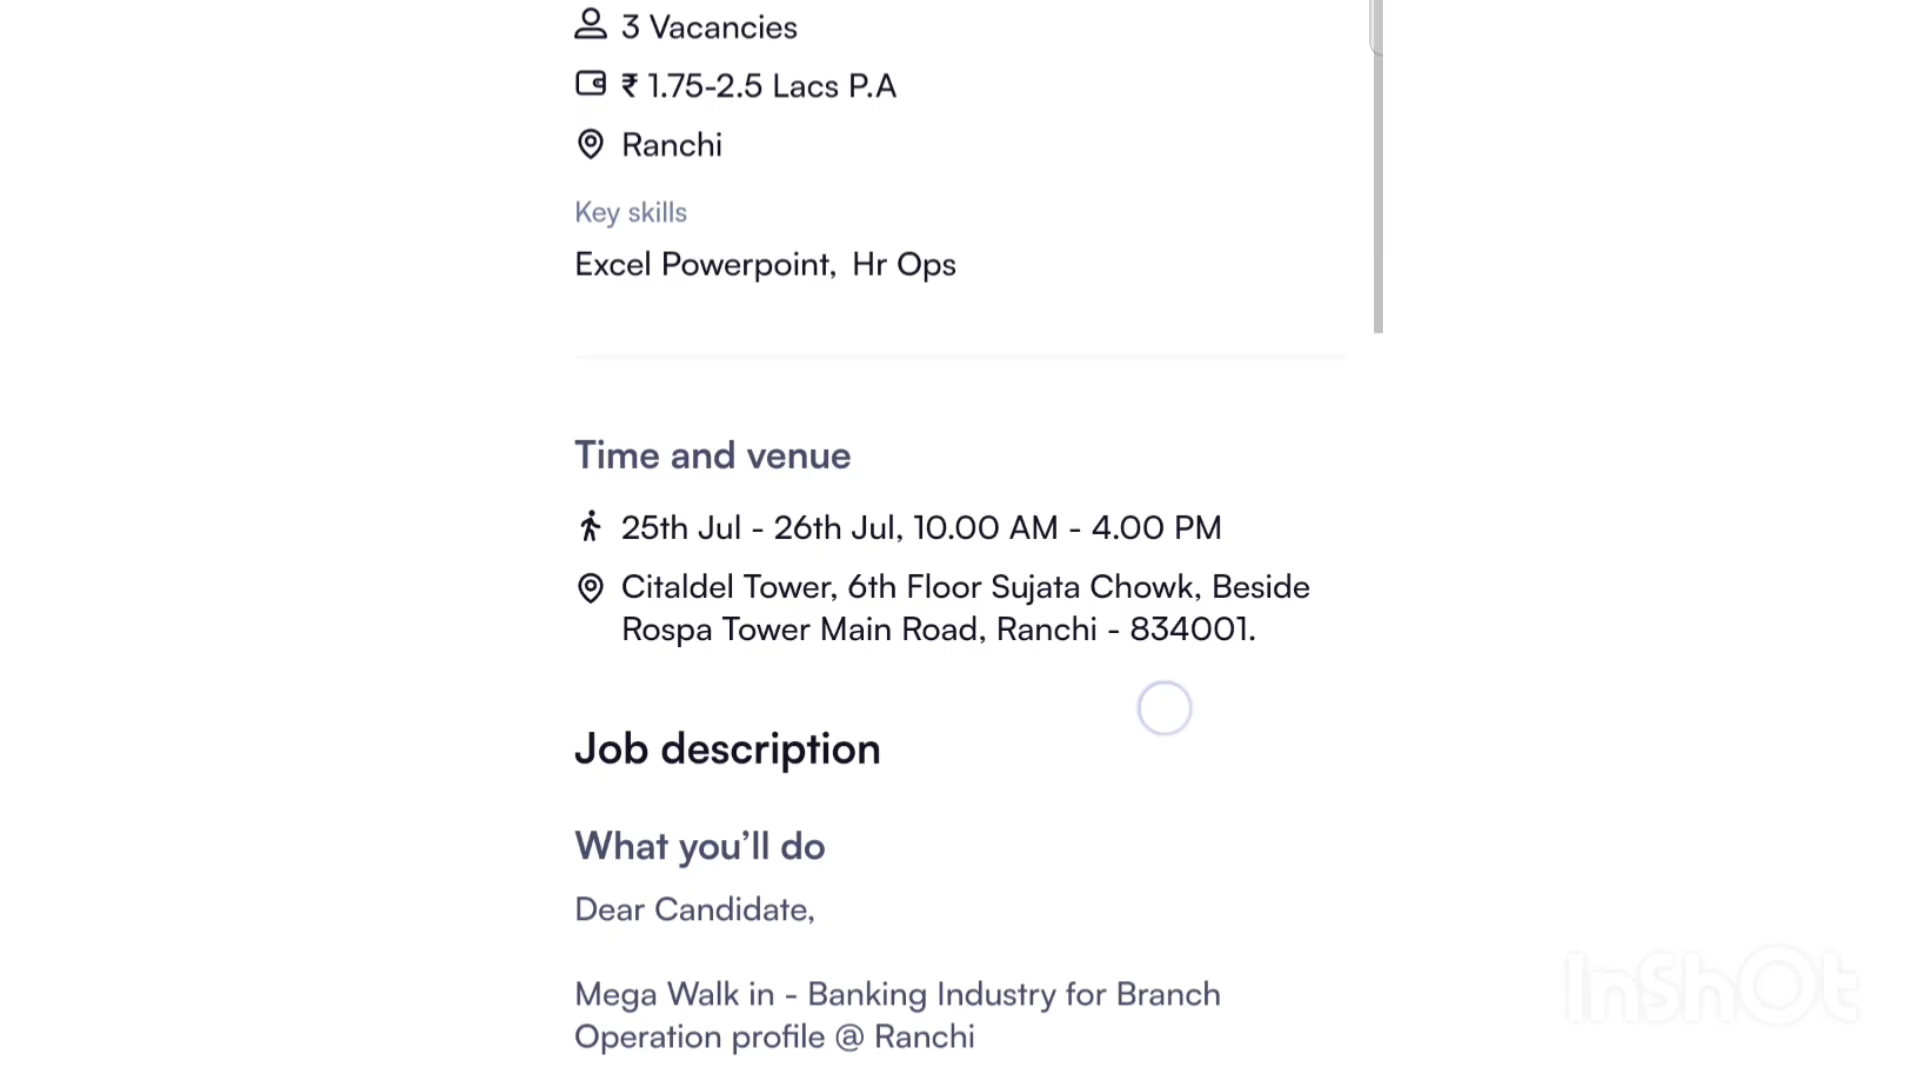 3 Vacancies
₹ 1.75-2.5 Lacs P.A
Ranchi
Key skills
Excel Powerpoint, Hr Ops
Time and venue
25th Jul - 26th Jul, 10.00 AM - 4.00 PM
Citaldel Tower, 6th Floor Sujata Chowk, Beside
Rospa Tower Main Road, Ranchi - 834001.
Job description
What you’ll do
Dear Candidate,
Mega Walk in - Banking Industry for Branch
Operation profile @ Ranchi
InShOt